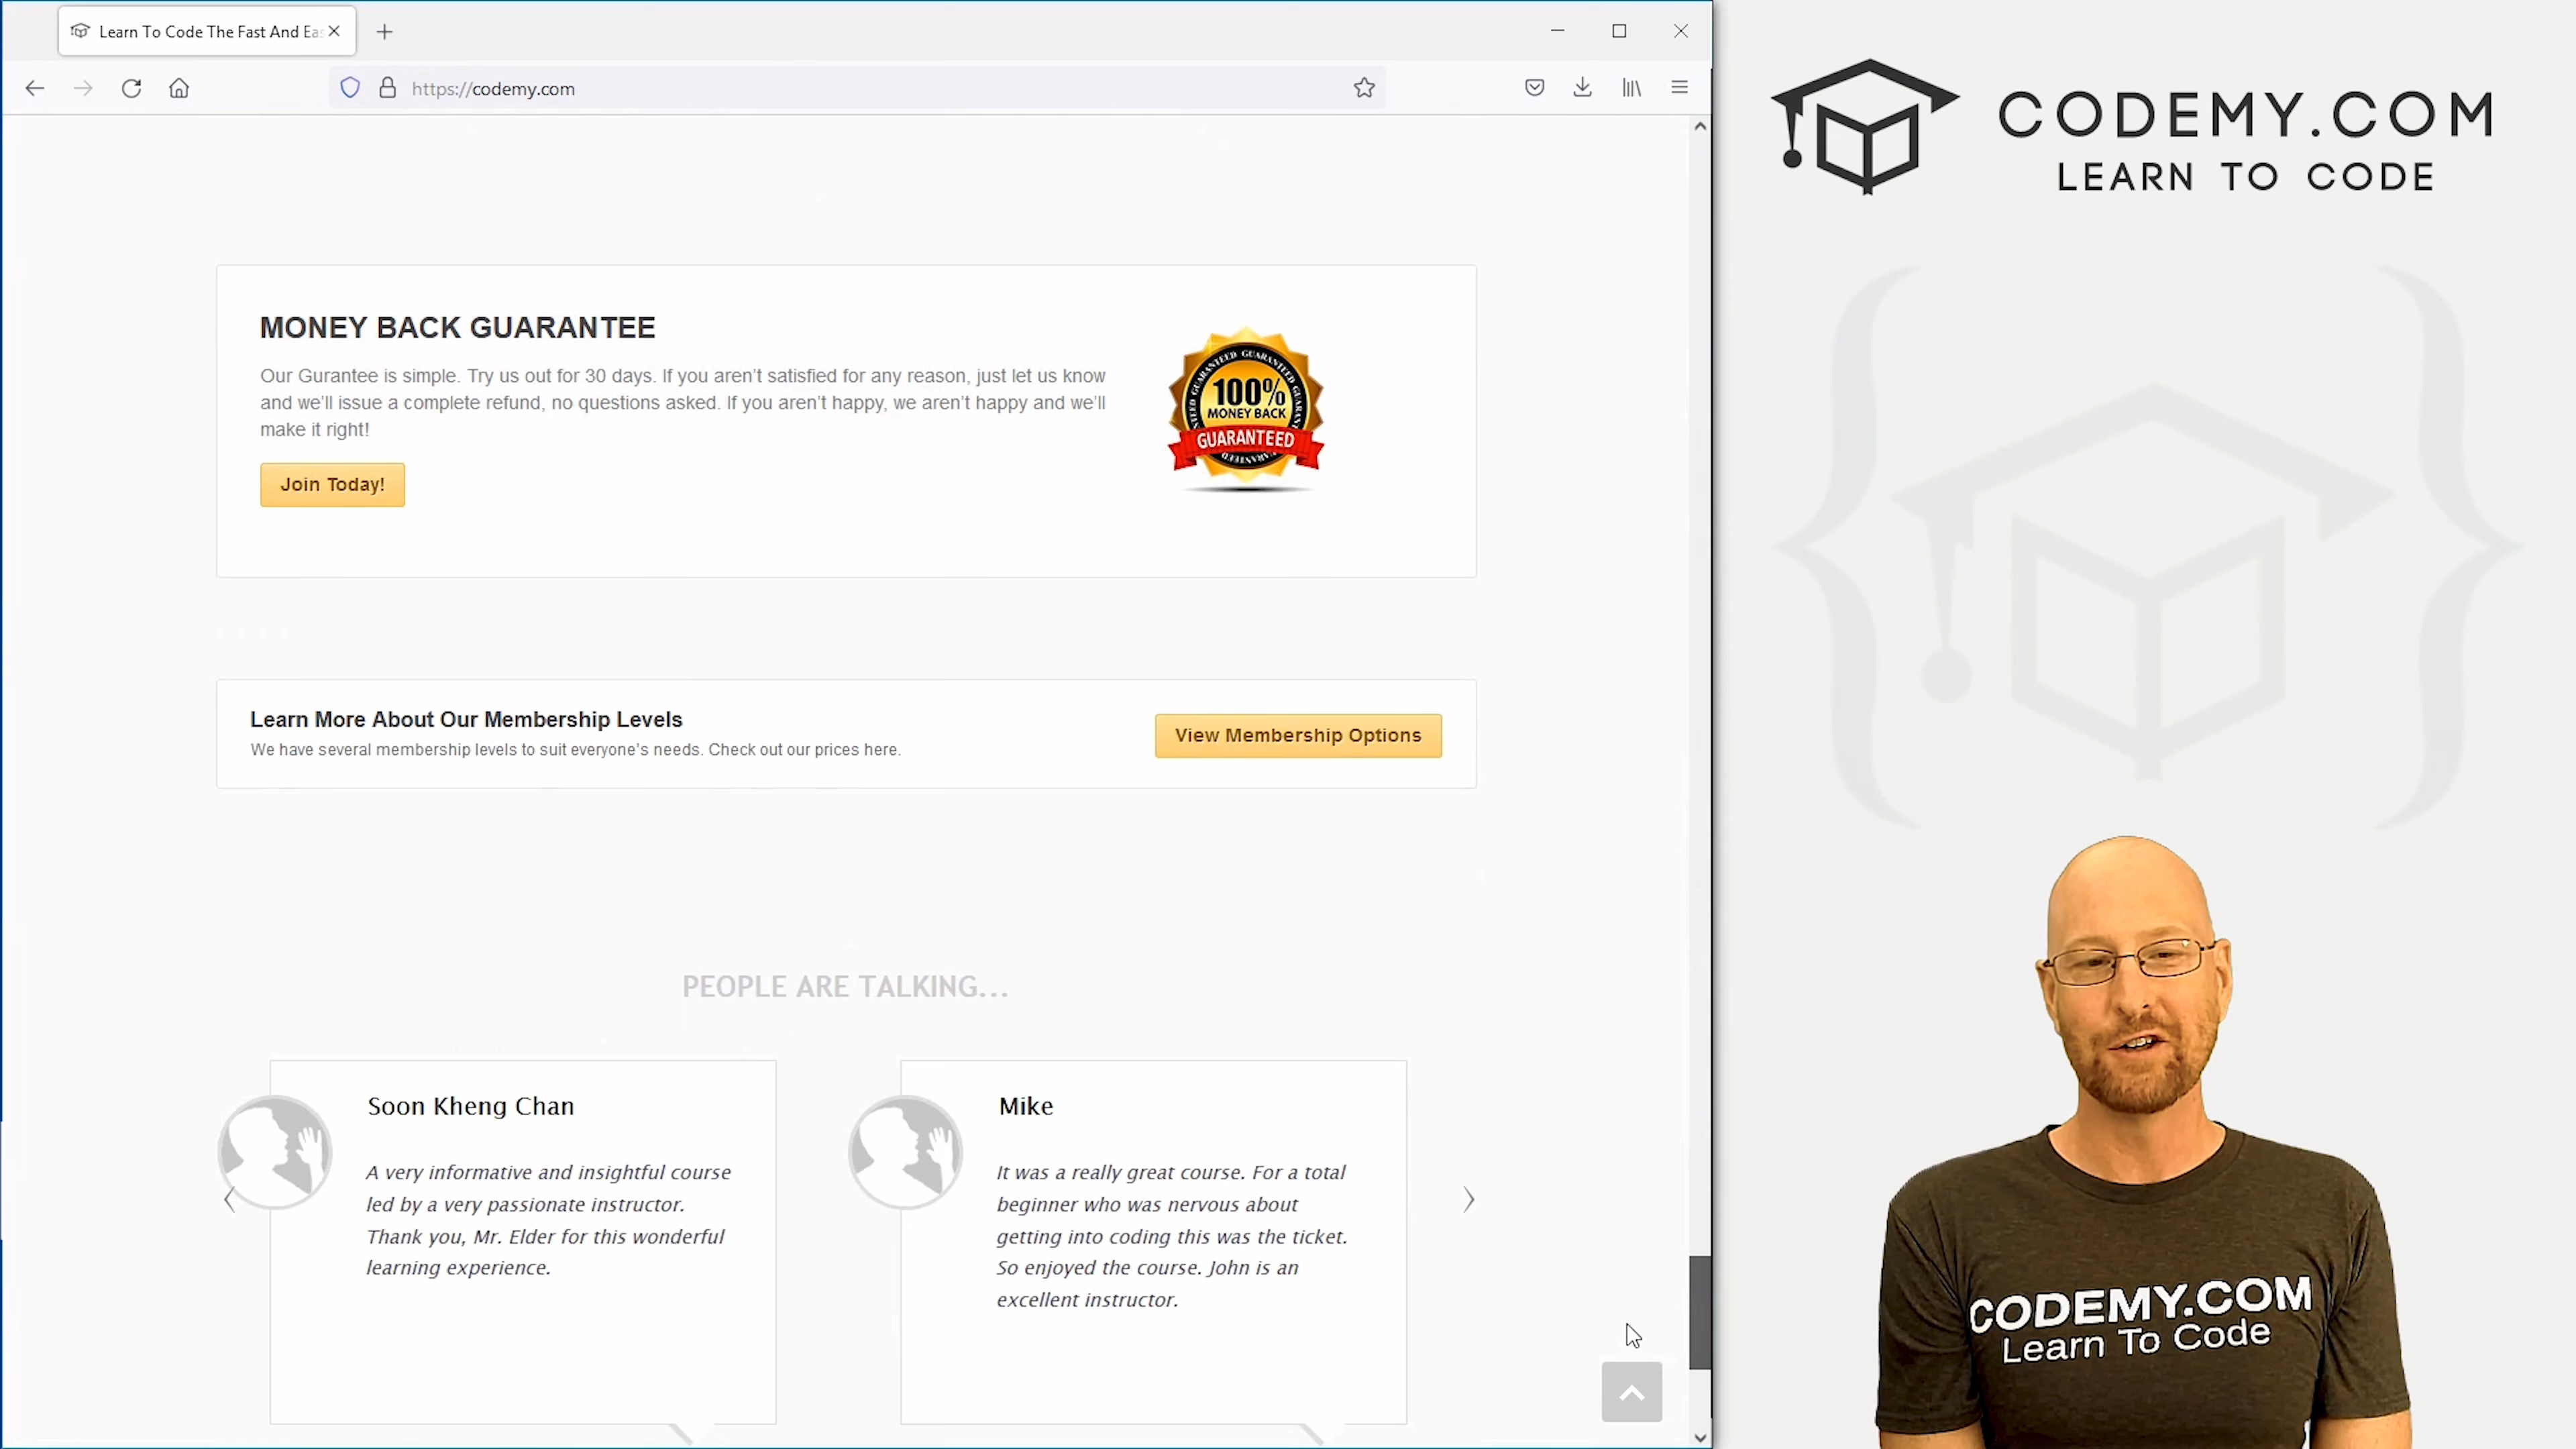 Learn To Code The Fast And Eas
https://codemy.com
CODEMY.COM
LEARN TO CODE
MONEY BACK GUARANTEE
Our Gurantee is simple. Try us out for 30 days. If you aren't satisfied for any reason, just let us know
and we'll issue a complete refund, no questions asked. If you aren't happy, we aren't happy and we'll
make it right!
Join Today!
GUARANTEED GUARANTEED
100%
MONEY BACK
GUARANTEED
GUARANTEED
Learn More About Our Membership Levels
We have several membership levels to suit everyone's needs. Check out our prices here.
View Membership Options
PEOPLE ARE TALKING...
Soon Kheng Chan
A very informative and insightful course
led by a very passionate instructor.
Thank you, Mr. Elder for this wonderful
learning experience.
Mike
It was a really great course. For a total
beginner who was nervous about
getting into coding this was the ticket.
So enjoyed the course. John is an
excellent instructor.
CODEMY.COM
Learn To Code